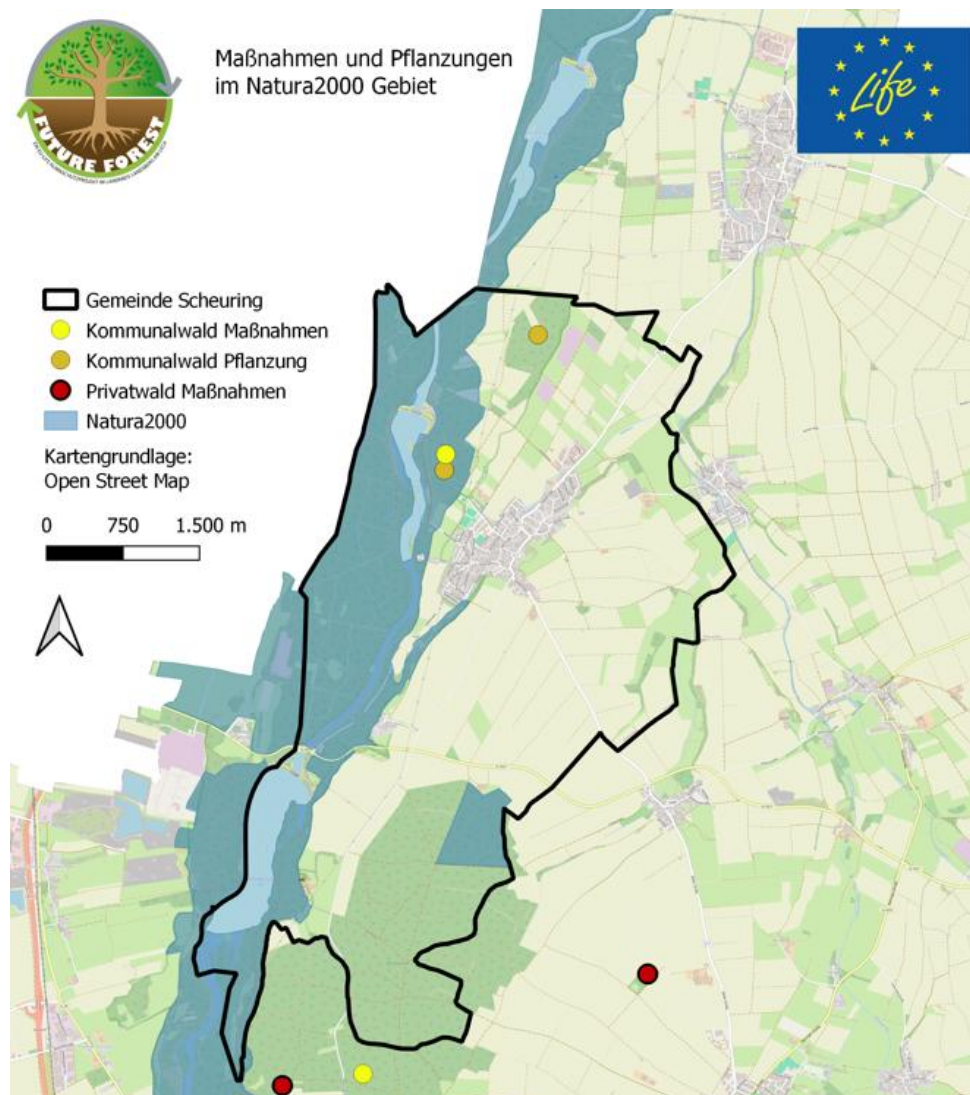 Maßnahmen und Pflanzungen
im Natura2000 Gebiet
Life
FUTURE FOREST
Gemeinde Scheuring
Kommunalwald Maßnahmen
Kommunalwald Pflanzung
Privatwald Maßnahmen
Natura2000
Kartengrundlage:
Open Street Map
0 750 1.500 m